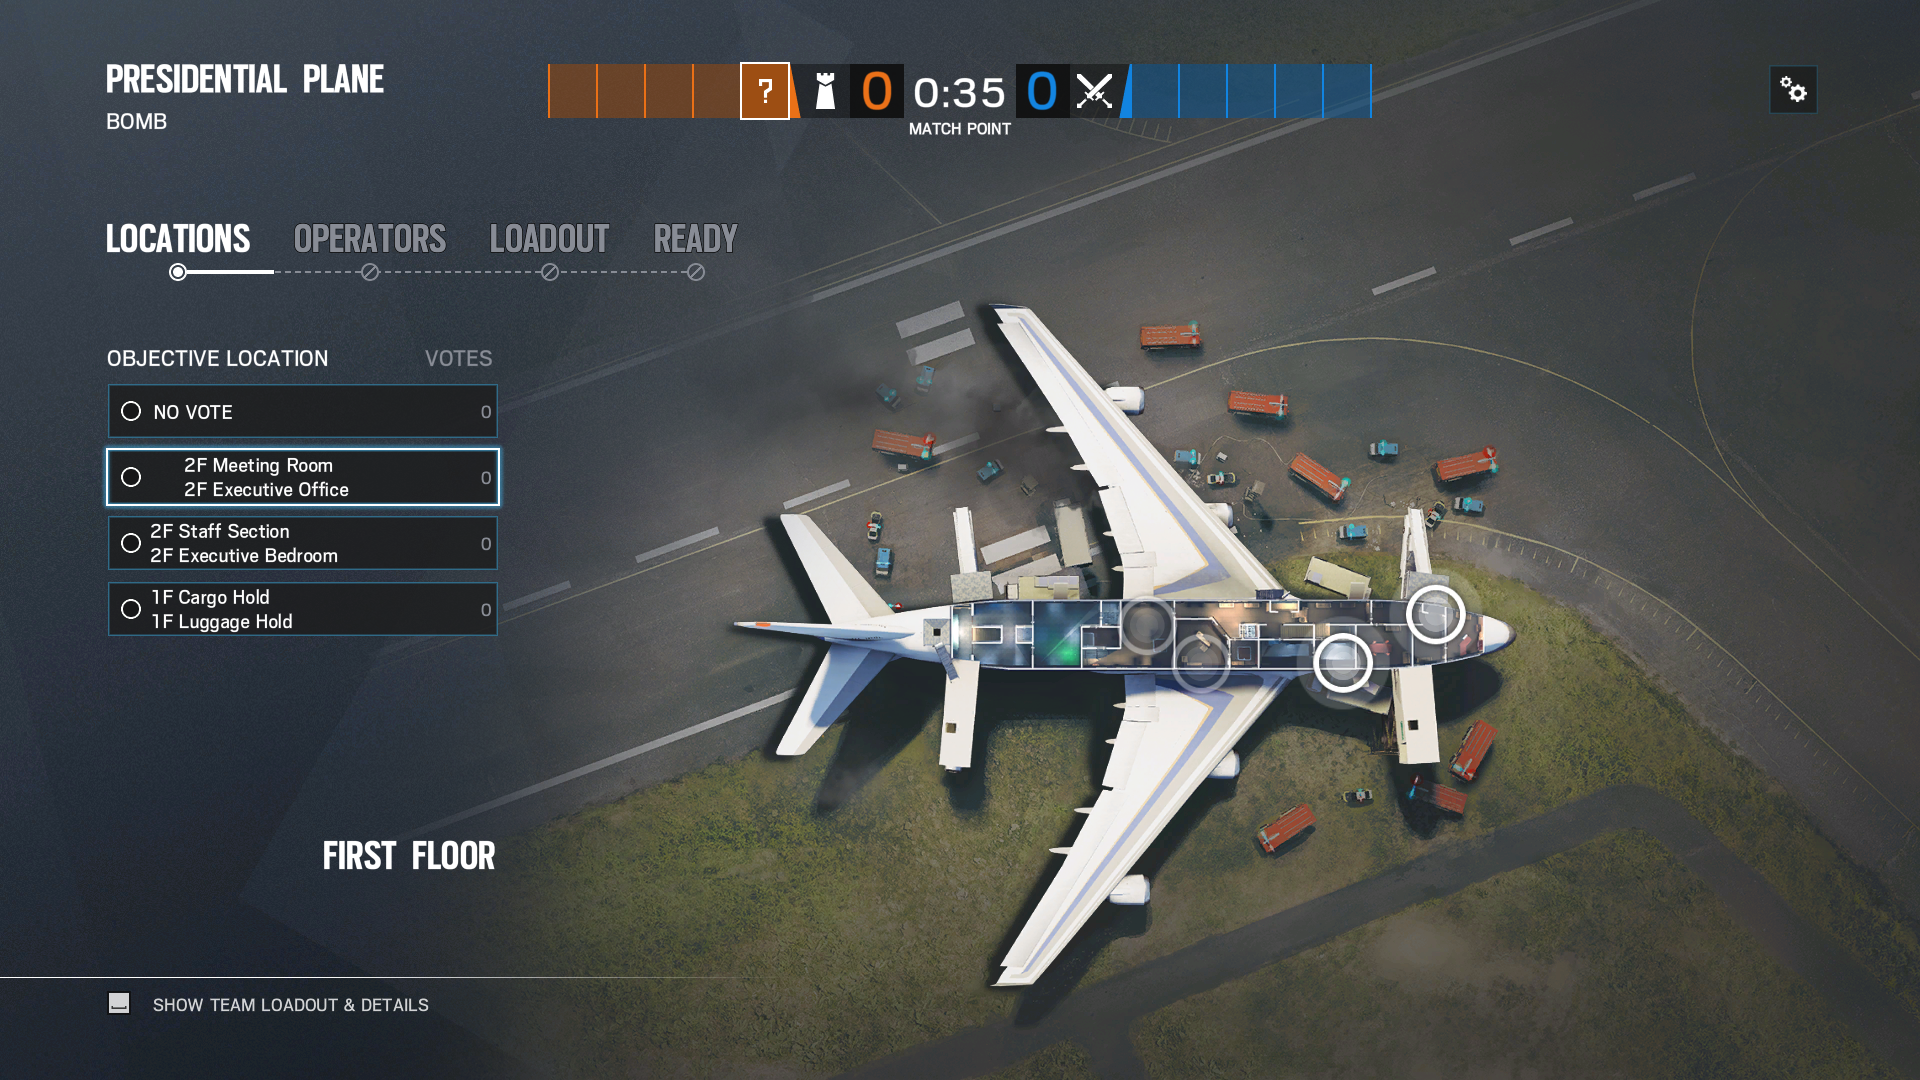 PRESIDENTIAL PLANE
BOMB
?
0
0:35
0
MATCH POINT
LOCATIONS
OPERATORS
LOADOUT
READY
OBJECTIVE LOCATION
VOTES
NO VOTE
0
2F Meeting Room
2F Executive Office
0
2F Staff Section
2F Executive Bedroom
0
1F Cargo Hold
1F Luggage Hold
0
FIRST FLOOR
SHOW TEAM LOADOUT & DETAILS